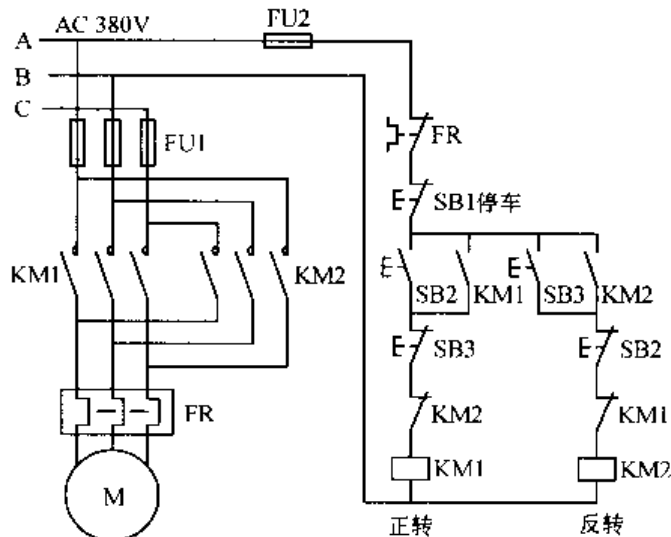 AC 380V
FU2
A
B
C
FU1
FR
SB1停车
KM1
KM2
SB2
KM1
SB3
KM2
SB3
SB2
KM2
KM1
FR
KM1
KM2
M
正转
反转